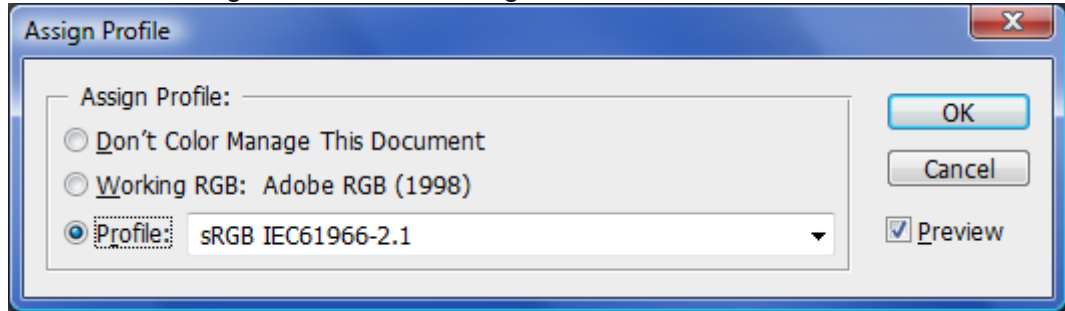 Assign Profile
Assign Profile:
Don't Color Manage This Document
Working RGB: Adobe RGB (1998)
Profile: sRGB IEC61966-2.1
OK
Cancel
Preview